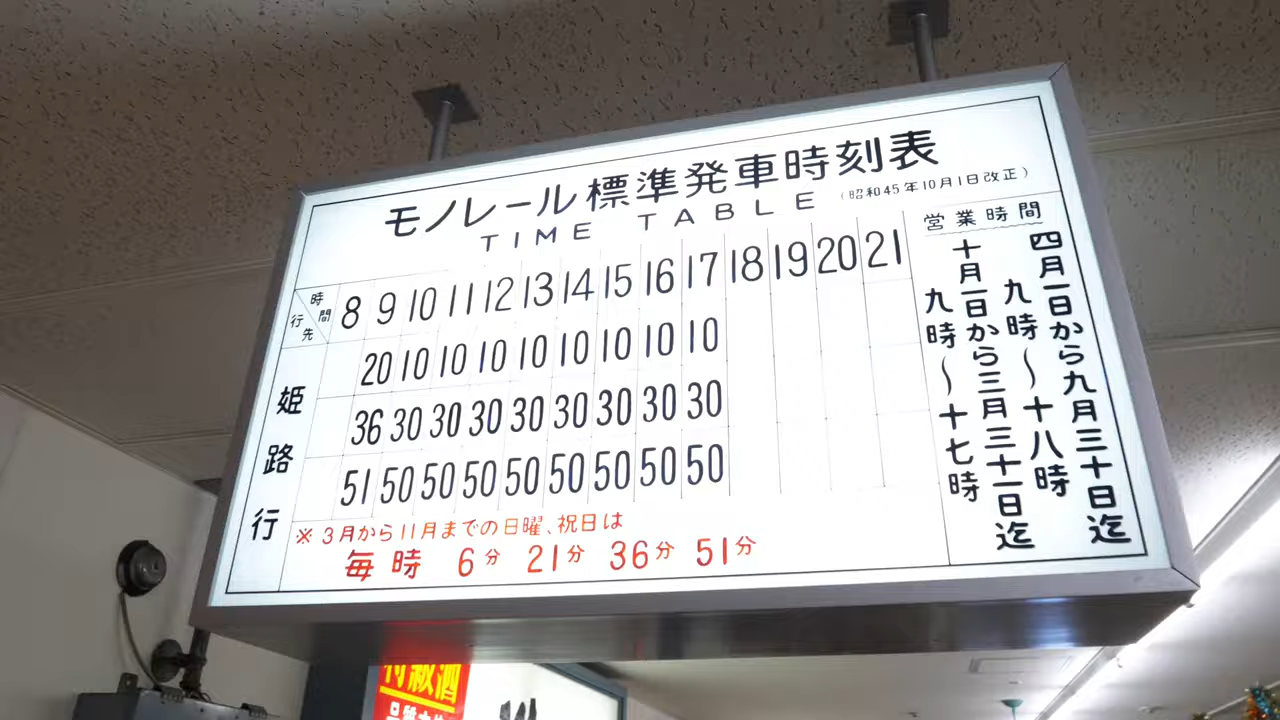 モノレール標準発車時刻表
TIME TABLE (昭和45年10月1日改正)
時間
行先
8 9 10 11 12 13 14 15 16 17 18 19 20 21
姫路行
20 10 10 10 10 10 10 10 10
36 30 30 30 30 30 30 30 30
51 50 50 50 50 50 50 50 50
※3月から11月までの日曜、祝日は
毎時 6分 21分 36分 51分
営業時間
四月一日から九月三十日迄
九時～十八時
十月一日から三月三十一日迄
九時～十七時
特級酒